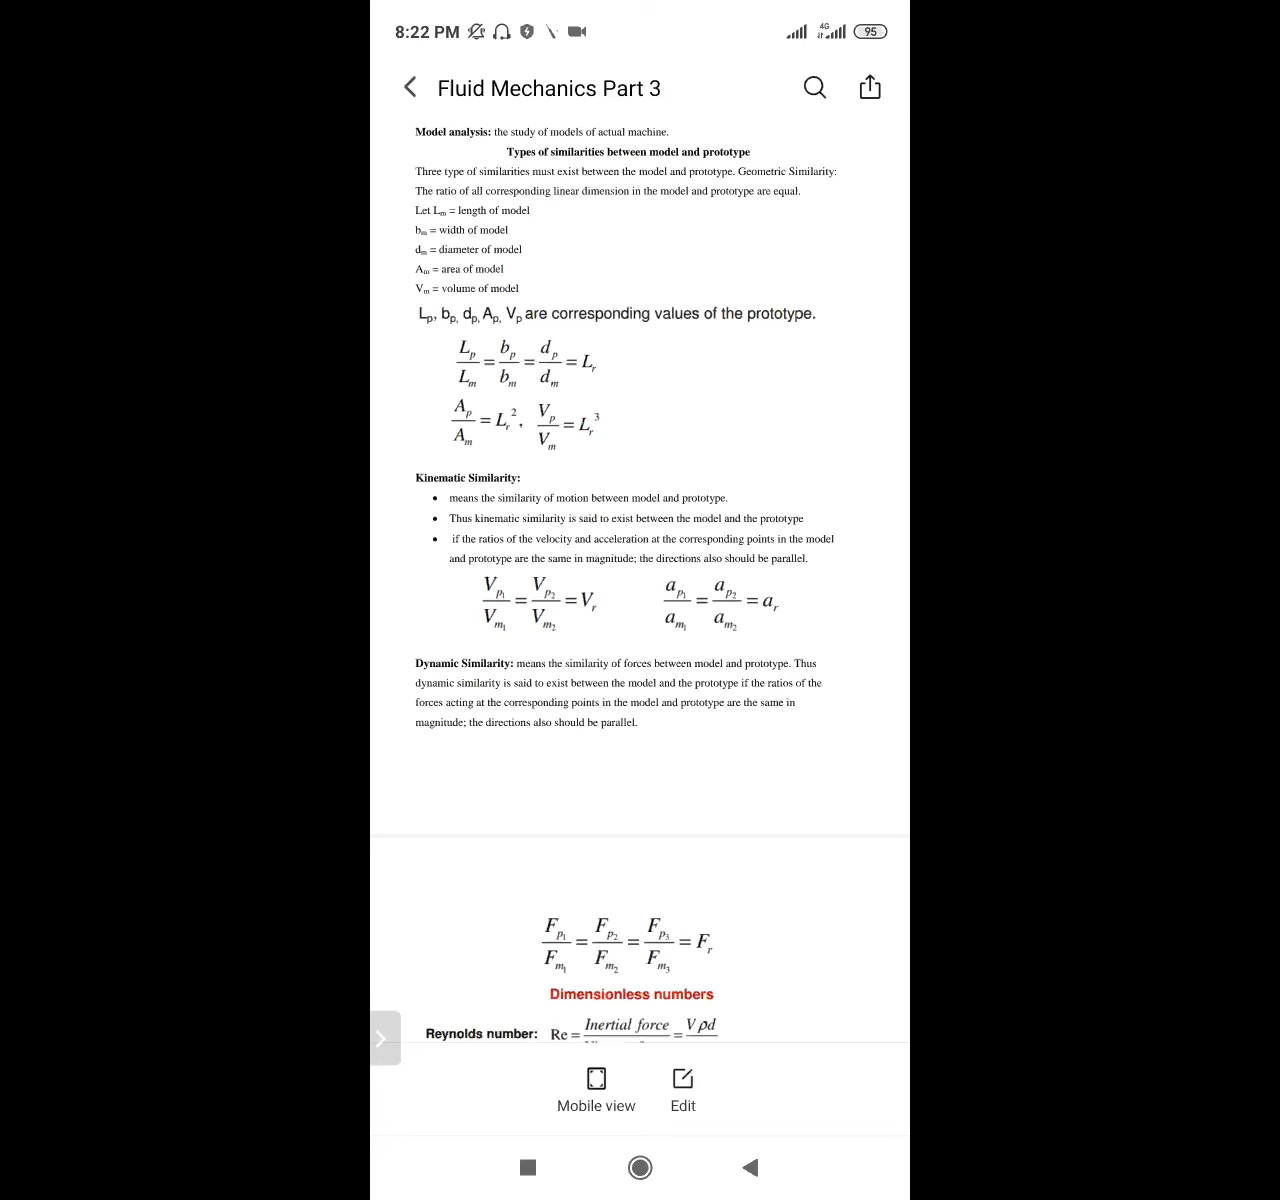 8:22 PM 4G 95
Fluid Mechanics Part 3
Model analysis: the study of models of actual machine.
Types of similarities between model and prototype
Three type of similarities must exist between the model and prototype. Geometric Similarity:
The ratio of all corresponding linear dimension in the model and prototype are equal.
Let Lm = length of model
bm = width of model
dm = diameter of model
Am = area of model
Vm = volume of model
Lp, bp, dp, Ap, Vp are corresponding values of the prototype.
Lp/Lm = bp/bm = dp/dm = Lr
Ap/Am = Lr², Vp/Vm = Lr³
Kinematic Similarity:
• means the similarity of motion between model and prototype.
• Thus kinematic similarity is said to exist between the model and the prototype
• if the ratios of the velocity and acceleration at the corresponding points in the model
and prototype are the same in magnitude; the directions also should be parallel.
Vp1/Vm1 = Vp2/Vm2 = Vr ap1/am1 = ap2/am2 = ar
Dynamic Similarity: means the similarity of forces between model and prototype. Thus
dynamic similarity is said to exist between the model and the prototype if the ratios of the
forces acting at the corresponding points in the model and prototype are the same in
magnitude; the directions also should be parallel.
Fp1/Fm1 = Fp2/Fm2 = Fp3/Fm3 = Fr
Dimensionless numbers
Reynolds number: Re = Inertial force = Vρd
Mobile view Edit